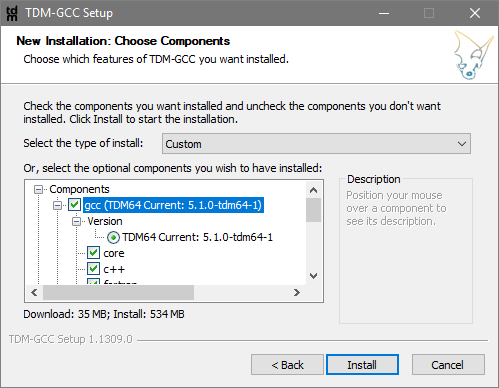 tdm TDM-GCC Setup
New Installation: Choose Components
Choose which features of TDM-GCC you want installed.
Check the components you want installed and uncheck the components you don't want
installed. Click Install to start the installation.
Select the type of install:
Custom
Or, select the optional components you wish to have installed:
Components
gcc (TDM64 Current: 5.1.0-tdm64-1)
Version
TDM64 Current: 5.1.0-tdm64-1
core
c++
Description
Position your mouse
over a component to
see its description.
Download: 35 MB; Install: 534 MB
TDM-GCC Setup 1.1309.0
< Back
Install
Cancel